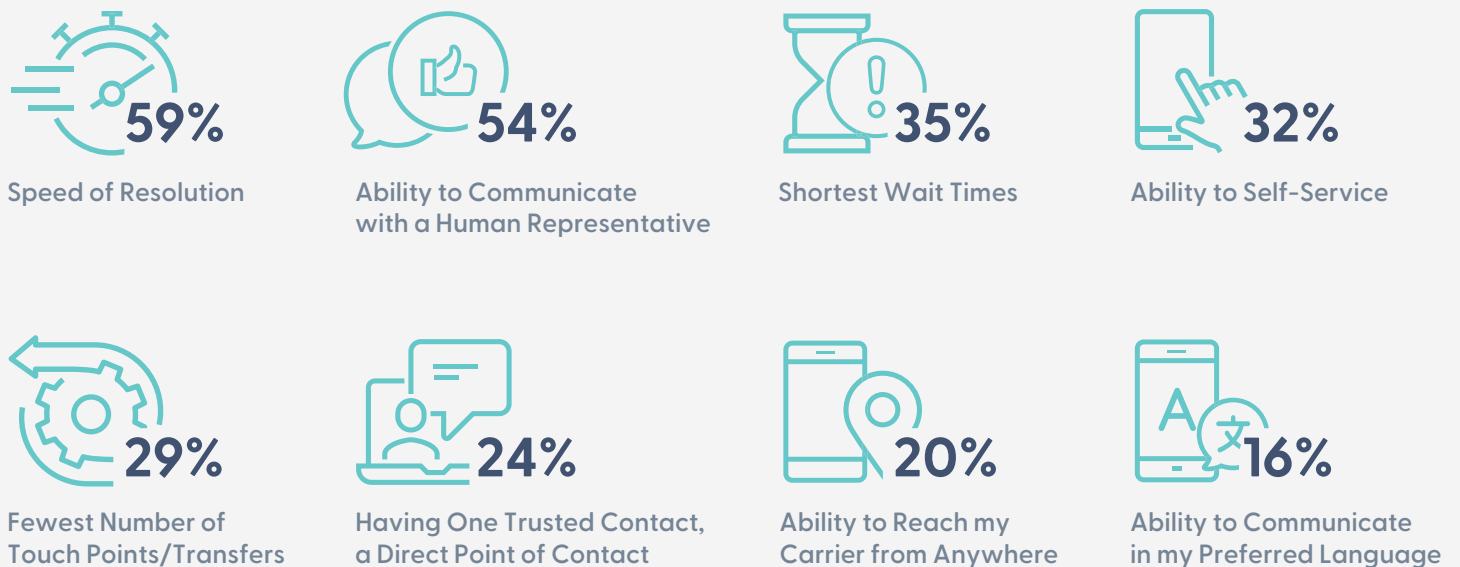 59%
Speed of Resolution
54%
Ability to Communicate
with a Human Representative
35%
Shortest Wait Times
32%
Ability to Self-Service
29%
Fewest Number of
Touch Points/Transfers
24%
Having One Trusted Contact,
a Direct Point of Contact
20%
Ability to Reach my
Carrier from Anywhere
A
文
16%
Ability to Communicate
in my Preferred Language